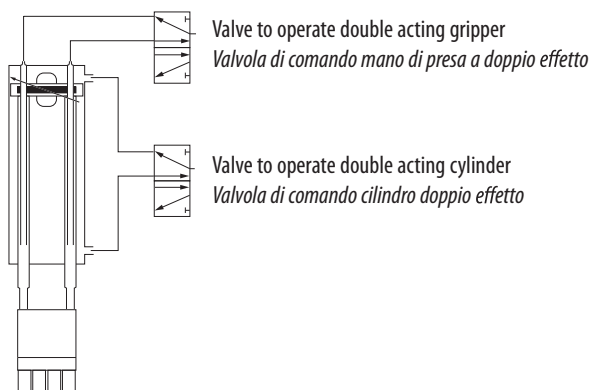 Valve to operate double acting gripper
Valvola di comando mano di presa a doppio effetto
Valve to operate double acting cylinder
Valvola di comando cilindro doppio effetto